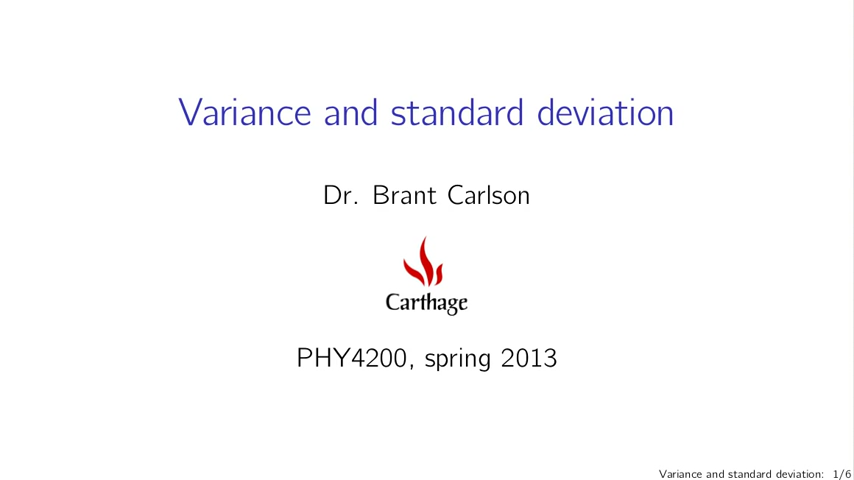 Variance and standard deviation
Dr. Brant Carlson
Carthage
PHY4200, spring 2013
Variance and standard deviation: 1/6